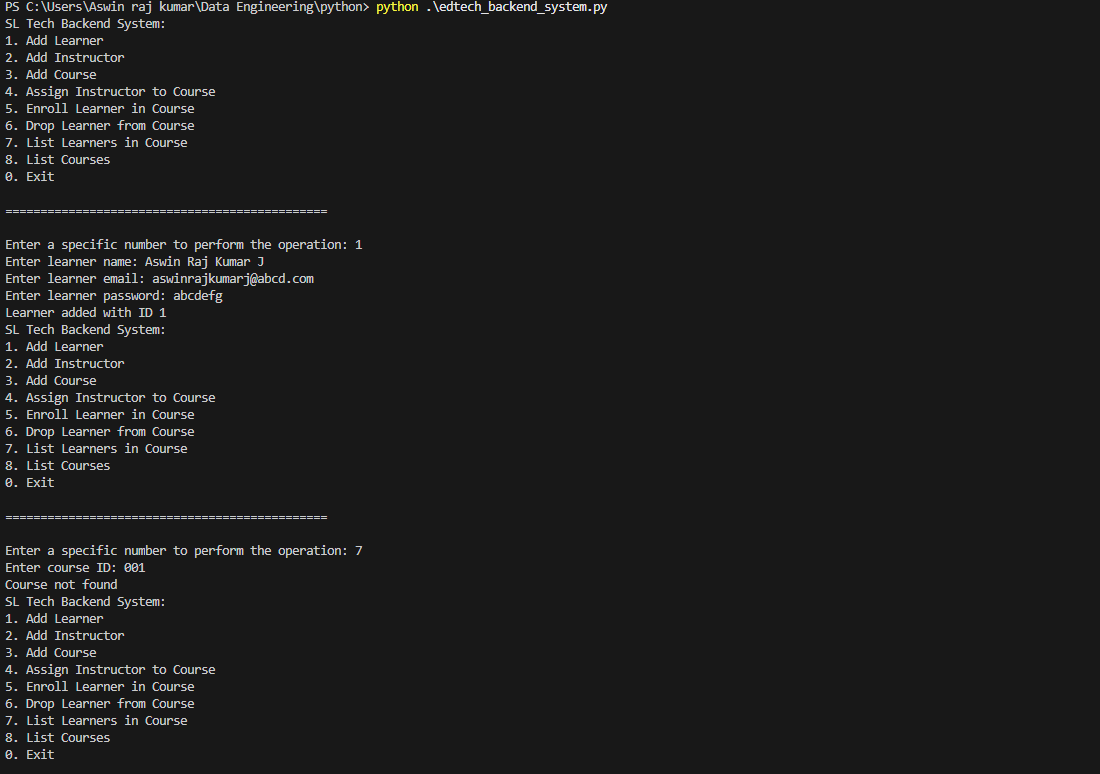 PS C:\Users\Aswin raj kumar\Data Engineering\python> python .\edtech_backend_system.py
SL Tech Backend System:
1. Add Learner
2. Add Instructor
3. Add Course
4. Assign Instructor to Course
5. Enroll Learner in Course
6. Drop Learner from Course
7. List Learners in Course
8. List Courses
0. Exit
==============================================
Enter a specific number to perform the operation: 1
Enter learner name: Aswin Raj Kumar J
Enter learner email: aswinrajkumarj@abcd.com
Enter learner password: abcdefg
Learner added with ID 1
SL Tech Backend System:
1. Add Learner
2. Add Instructor
3. Add Course
4. Assign Instructor to Course
5. Enroll Learner in Course
6. Drop Learner from Course
7. List Learners in Course
8. List Courses
0. Exit
==============================================
Enter a specific number to perform the operation: 7
Enter course ID: 001
Course not found
SL Tech Backend System:
1. Add Learner
2. Add Instructor
3. Add Course
4. Assign Instructor to Course
5. Enroll Learner in Course
6. Drop Learner from Course
7. List Learners in Course
8. List Courses
0. Exit